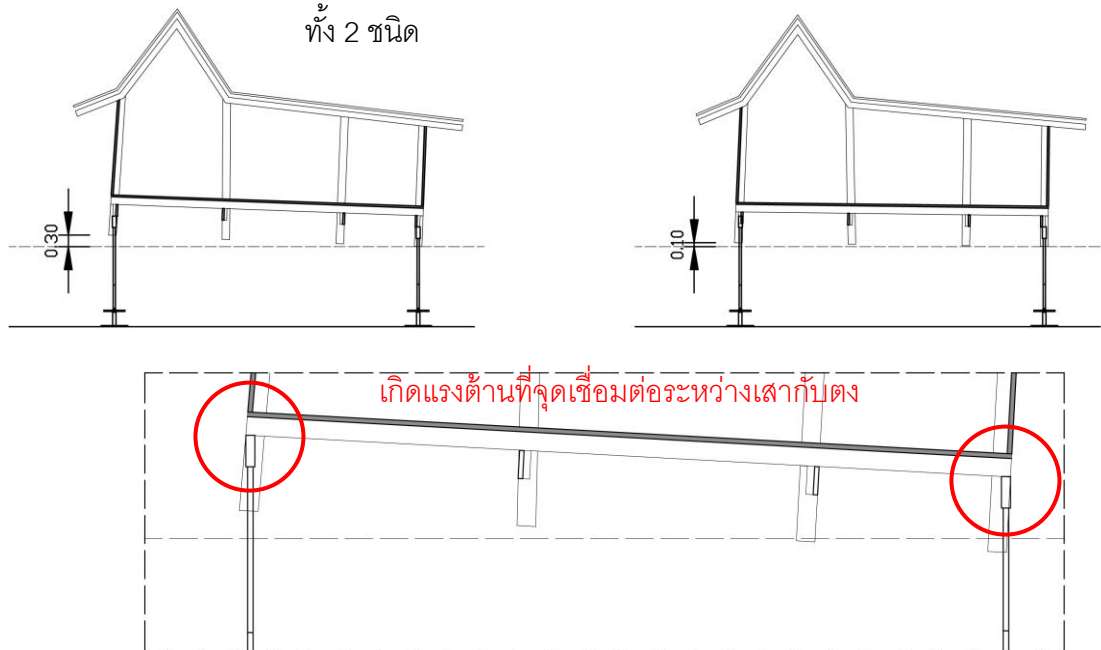 ทั้ง 2 ชนิด
0.30
0.10
เกิดแรงต้านที่จุดเชื่อมต่อระหว่างเสากับตง